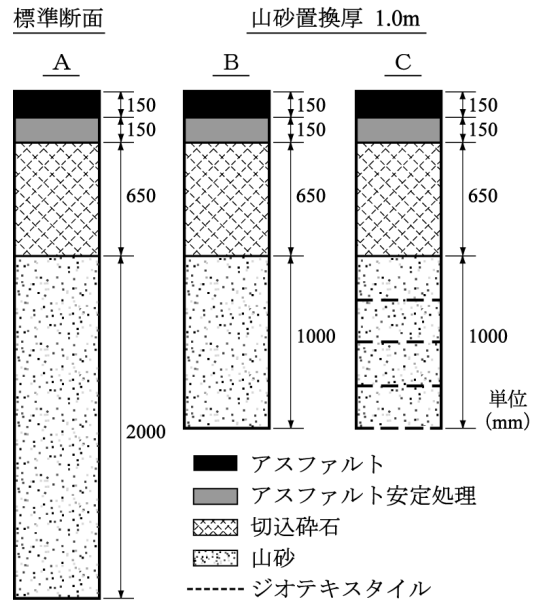 標準断面
山砂置換厚 1.0m
A
B
C
150
150
650
2000
150
150
650
1000
150
150
650
1000
単位
(mm)
アスファルト
アスファルト安定処理
切込砕石
山砂
ジオテキスタイル